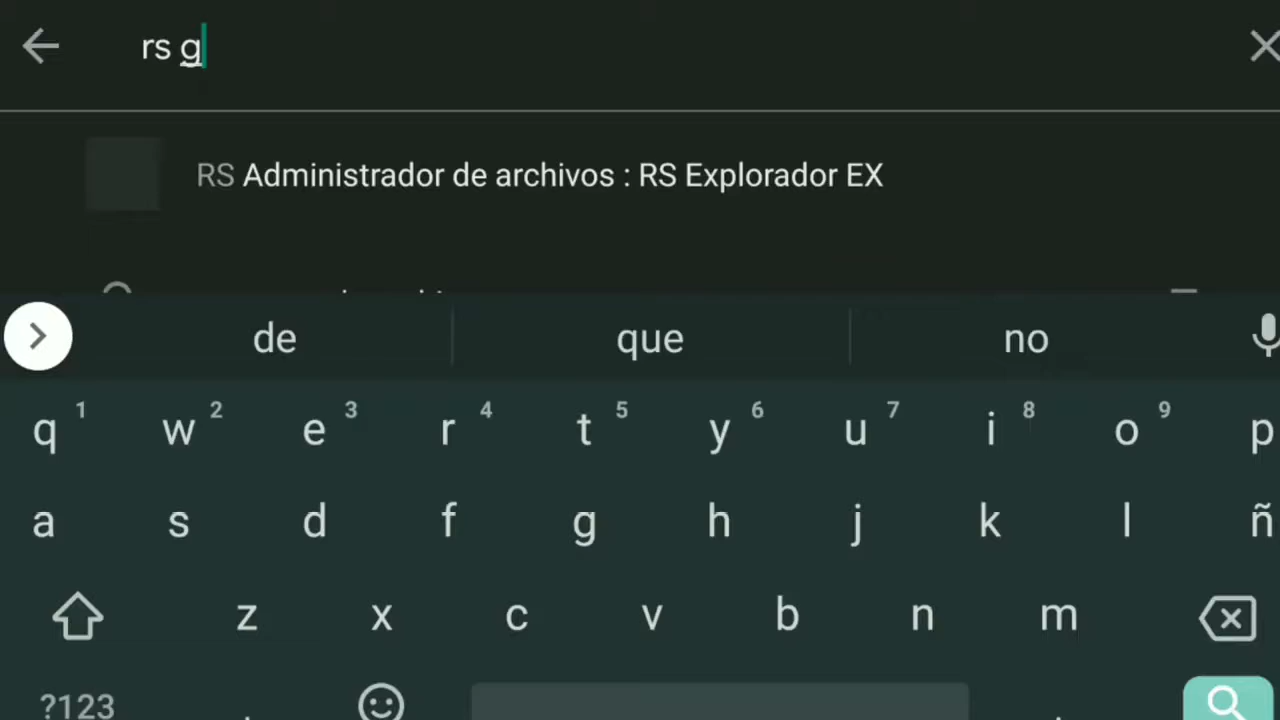 rs g
RS Administrador de archivos : RS Explorador EX
de que no
1 2 3 4 5 6 7 8 9
q w e r t y u i o p
a s d f g h j k l ñ
z x c v b n m
?123 , .